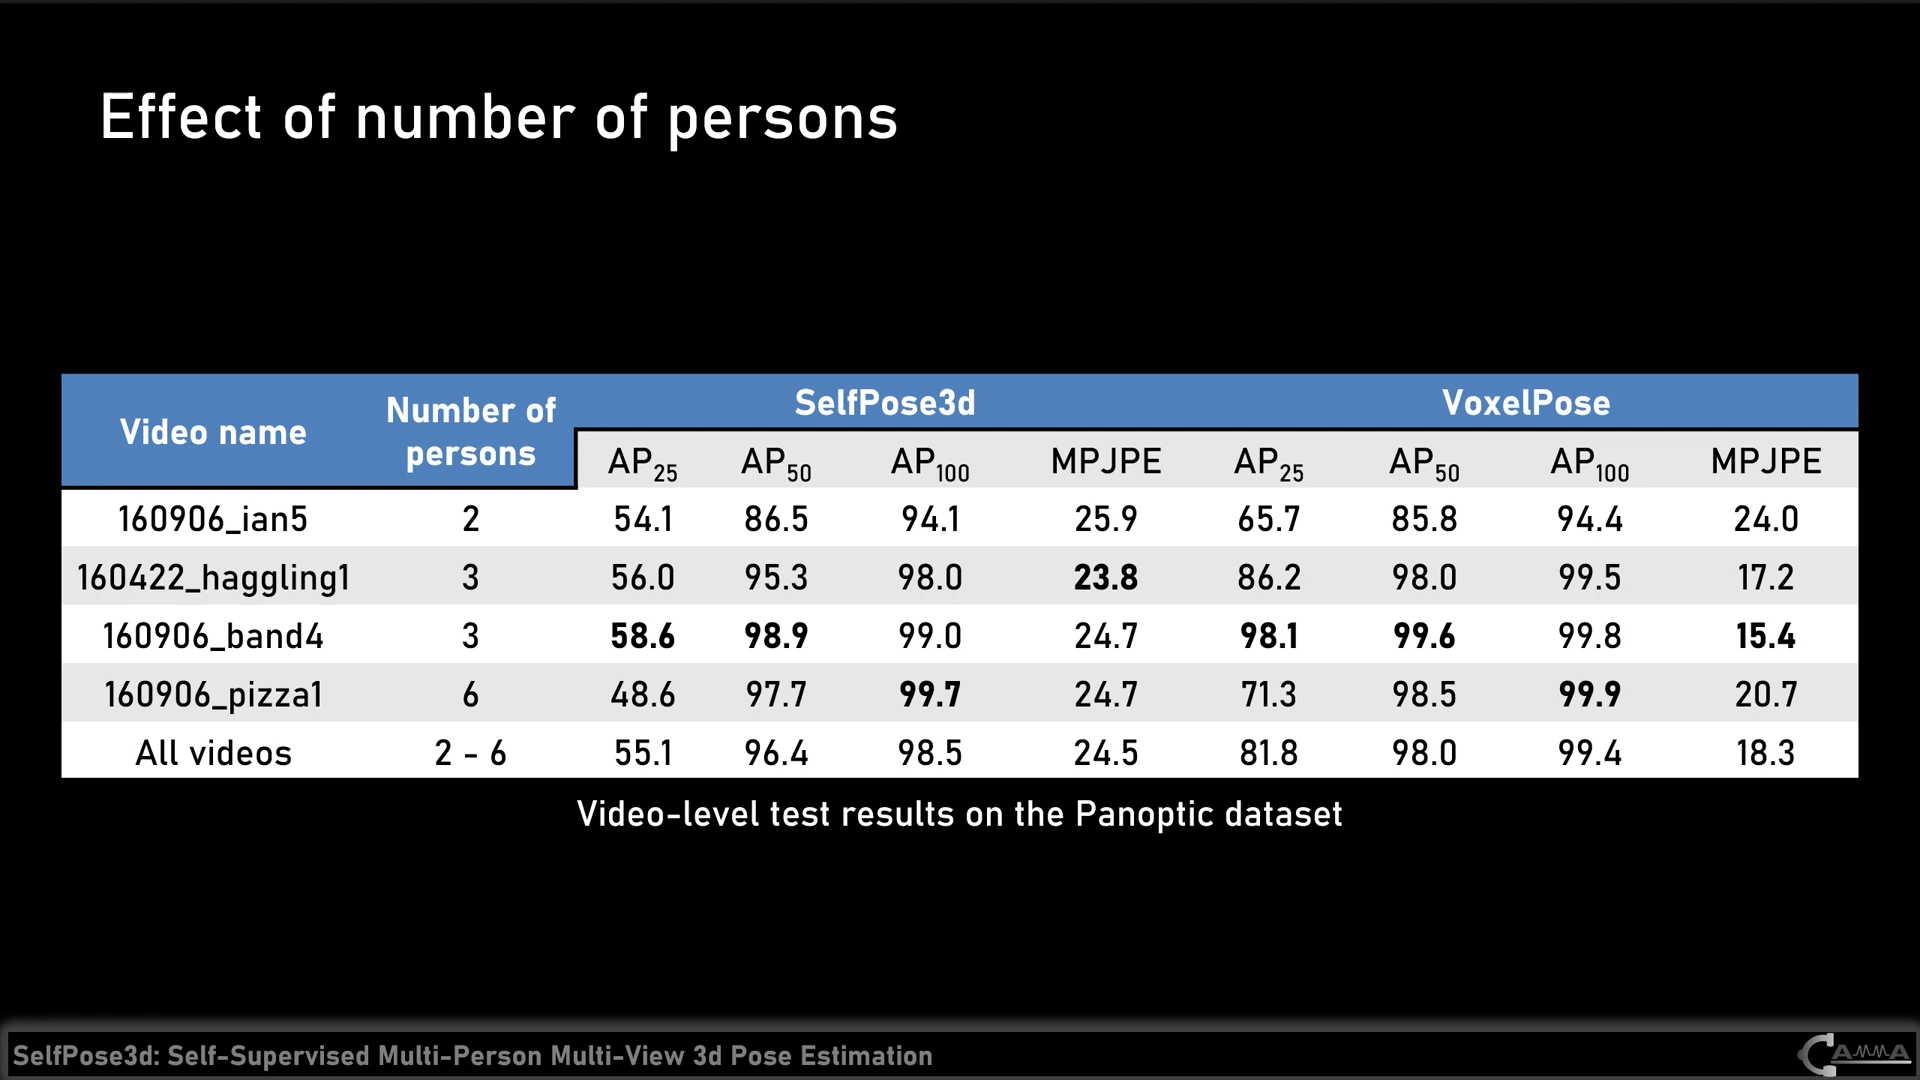 Effect of number of persons
Video name Number of persons SelfPose3d VoxelPose
AP25 AP50 AP100 MPJPE AP25 AP50 AP100 MPJPE
160906_ian5 2 54.1 86.5 94.1 25.9 65.7 85.8 94.4 24.0
160422_haggling1 3 56.0 95.3 98.0 23.8 86.2 98.0 99.5 17.2
160906_band4 3 58.6 98.9 99.0 24.7 98.1 99.6 99.8 15.4
160906_pizza1 6 48.6 97.7 99.7 24.7 71.3 98.5 99.9 20.7
All videos 2 - 6 55.1 96.4 98.5 24.5 81.8 98.0 99.4 18.3
Video-level test results on the Panoptic dataset
SelfPose3d: Self-Supervised Multi-Person Multi-View 3d Pose Estimation
CAMMA